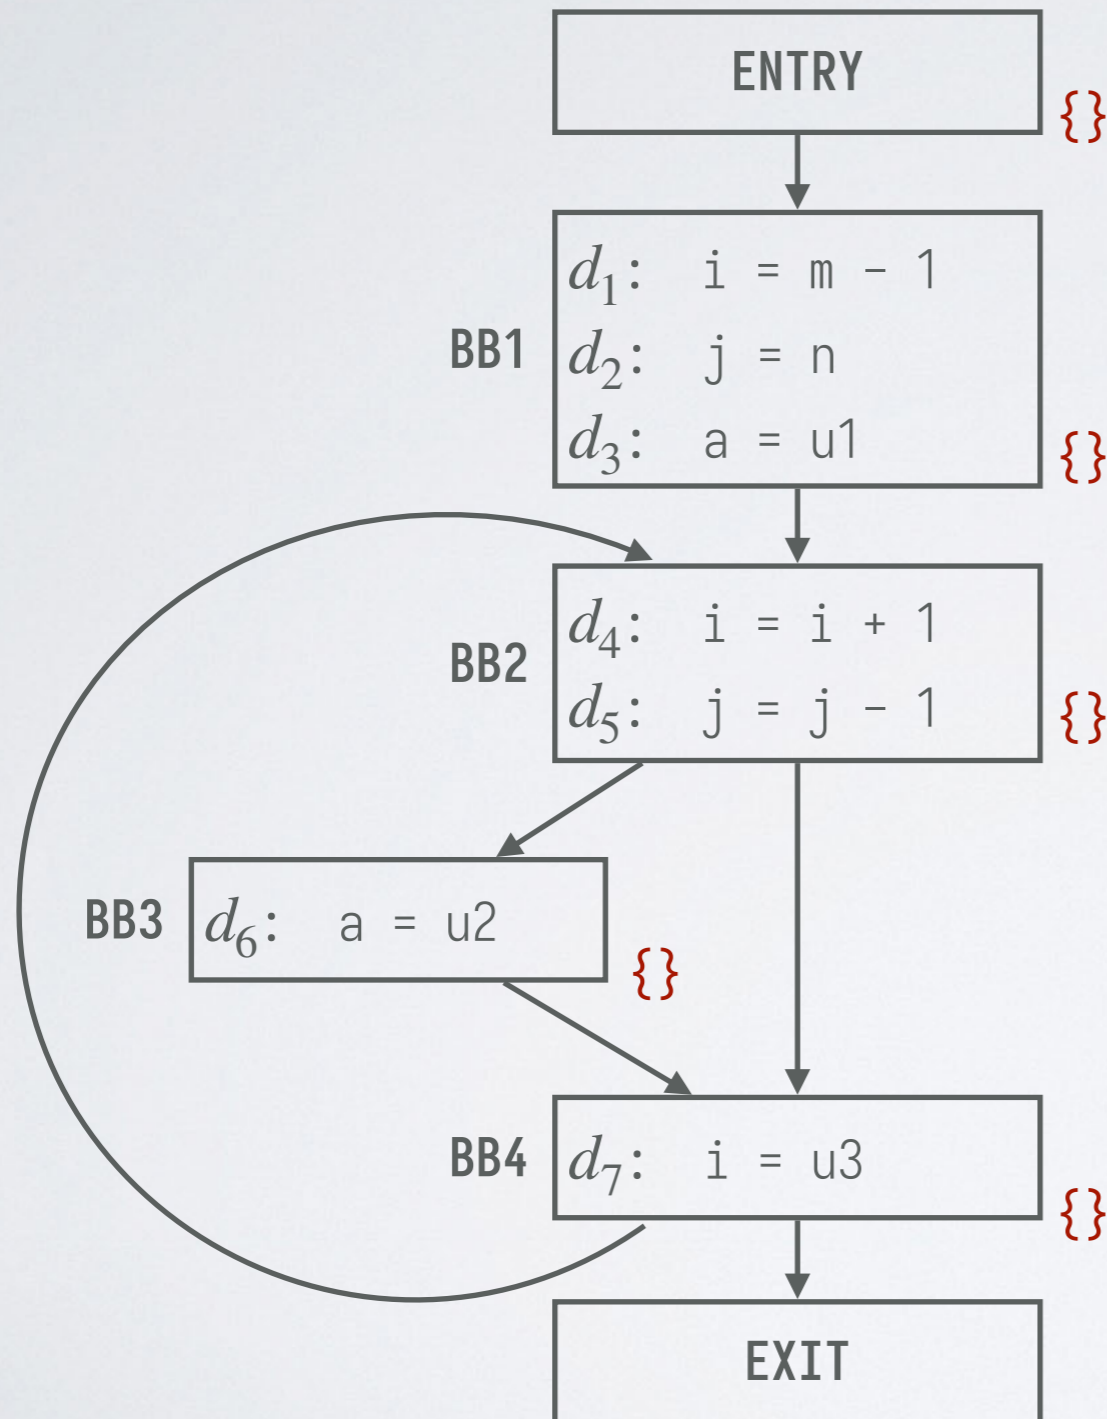 ENTRY
{}
d₁: i = m − 1
BB1
d₂: j = n
d₃: a = u1
{}
d₄: i = i + 1
BB2
d₅: j = j − 1
{}
BB3
d₆: a = u2
{}
BB4
d₇: i = u3
{}
EXIT